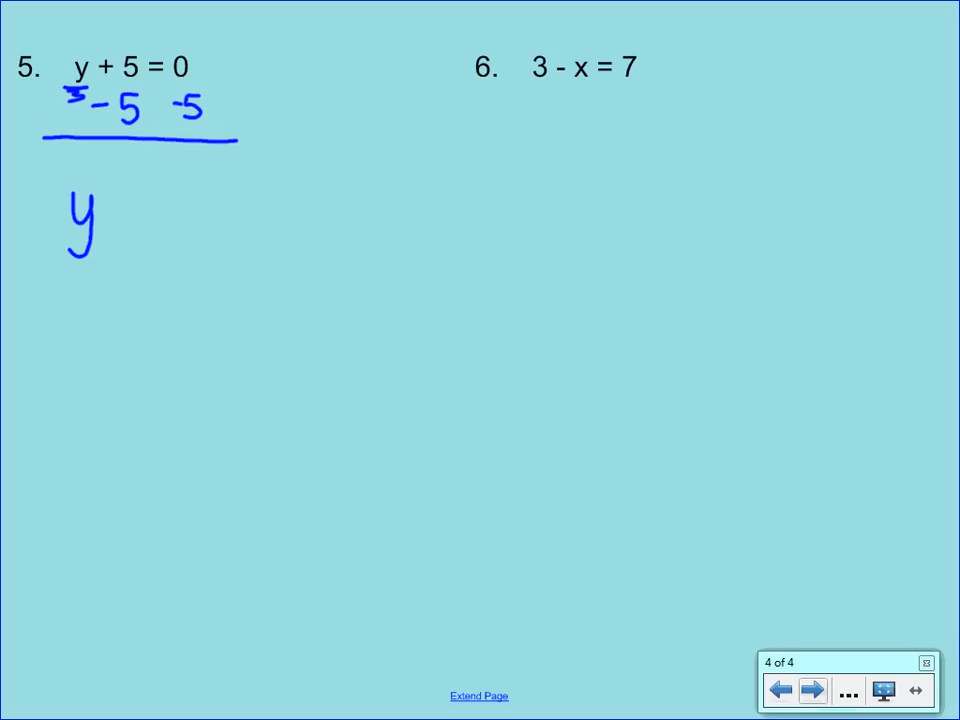 5. y + 5 = 0
- 5 -5
y
6. 3 - x = 7
4 of 4
Extend Page